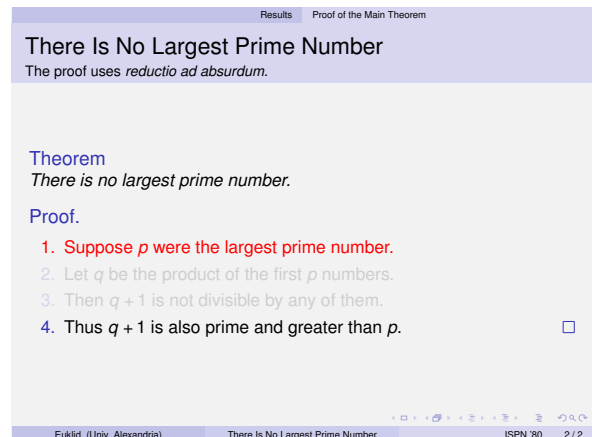 Results Proof of the Main Theorem
There Is No Largest Prime Number
The proof uses reductio ad absurdum.
Theorem
There is no largest prime number.
Proof.
1. Suppose p were the largest prime number.
2. Let q be the product of the first p numbers.
3. Then q + 1 is not divisible by any of them.
4. Thus q + 1 is also prime and greater than p.
Euklid (Univ. Alexandria) There Is No Largest Prime Number ISPN '80 2 / 2